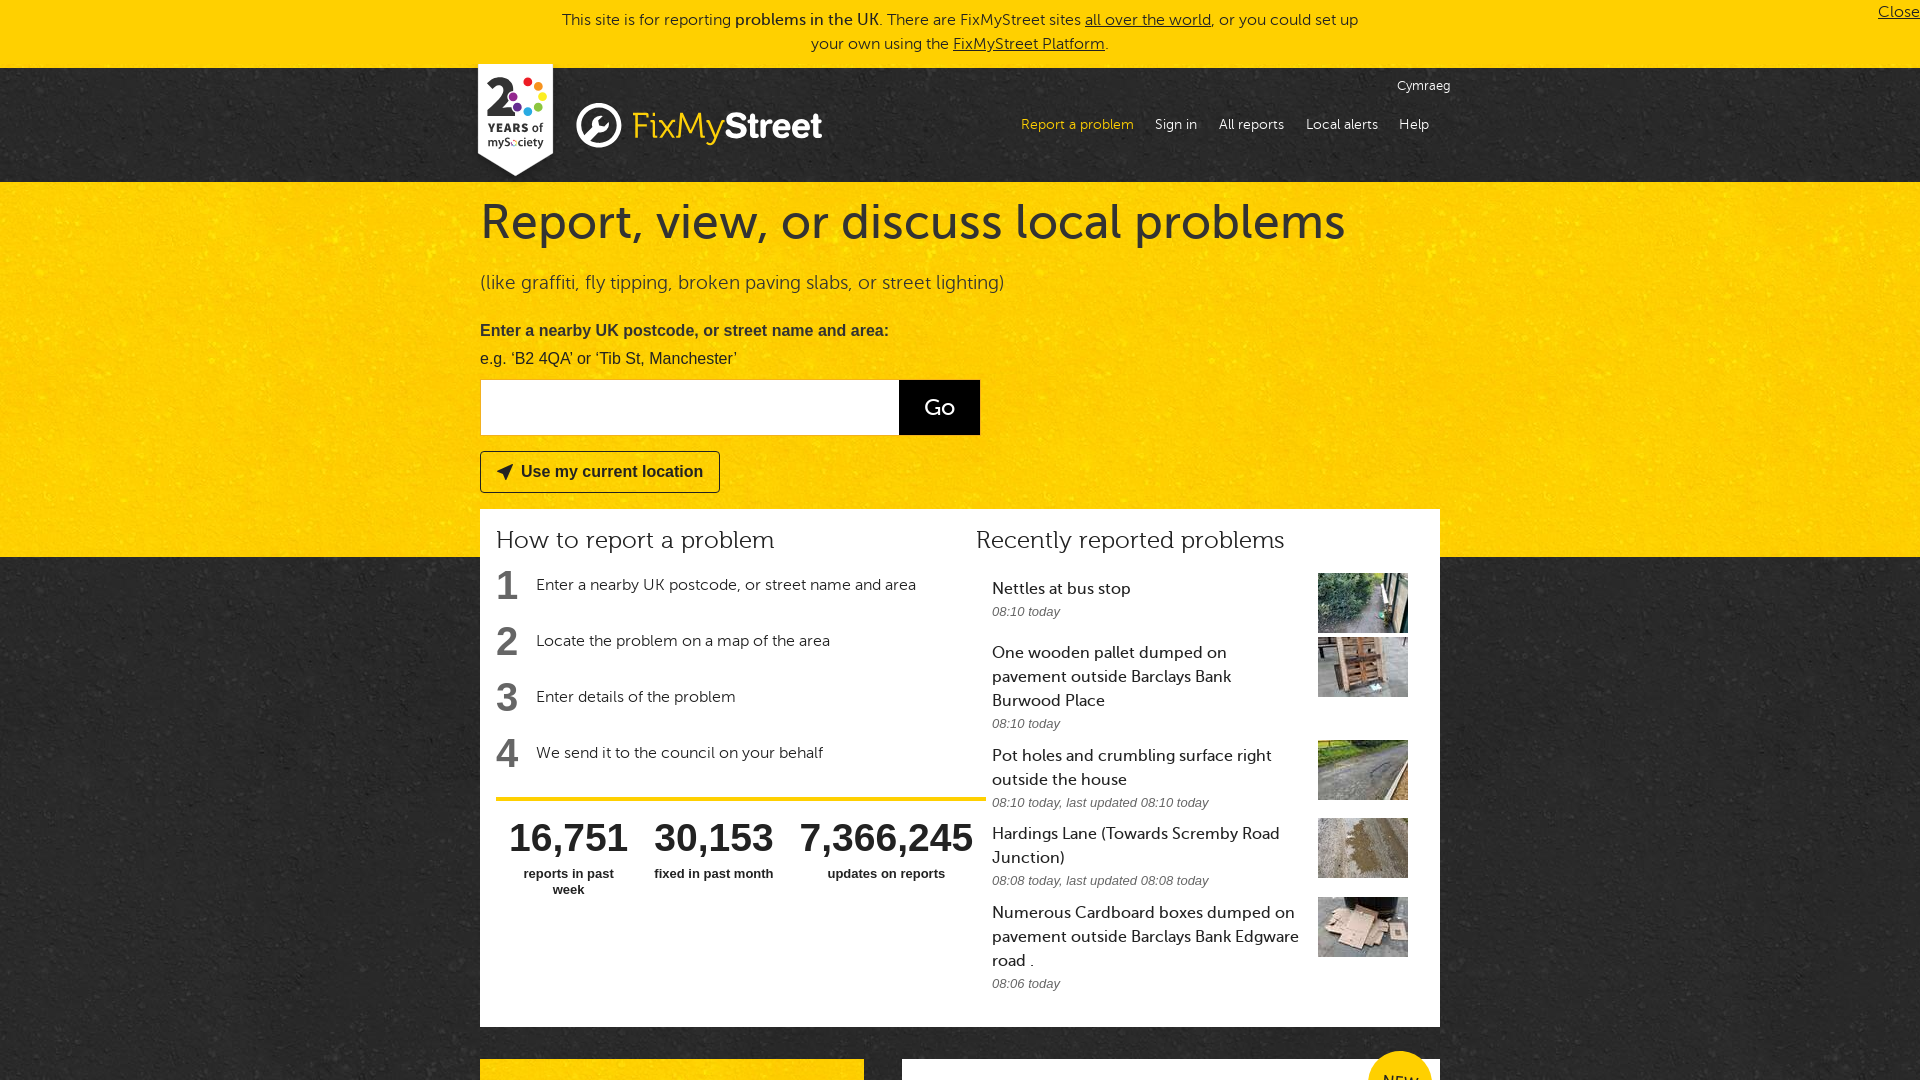 This site is for reporting problems in the UK. There are FixMyStreet sites all over the world, or you could set up
your own using the FixMyStreet Platform.
Close
20
YEARS of
mySociety
FixMyStreet
Cymraeg
Report a problem
Sign in
All reports
Local alerts
Help
Report, view, or discuss local problems
(like graffiti, fly tipping, broken paving slabs, or street lighting)
Enter a nearby UK postcode, or street name and area:
e.g. ‘B2 4QA’ or ‘Tib St, Manchester’
Go
Use my current location
How to report a problem
1 Enter a nearby UK postcode, or street name and area
2 Locate the problem on a map of the area
3 Enter details of the problem
4 We send it to the council on your behalf
16,751
reports in past
week
30,153
fixed in past month
7,366,245
updates on reports
Recently reported problems
Nettles at bus stop
08:10 today
One wooden pallet dumped on
pavement outside Barclays Bank
Burwood Place
08:10 today
Pot holes and crumbling surface right
outside the house
08:10 today, last updated 08:10 today
Hardings Lane (Towards Scremby Road
Junction)
08:08 today, last updated 08:08 today
Numerous Cardboard boxes dumped on
pavement outside Barclays Bank Edgware
road .
08:06 today
NEW